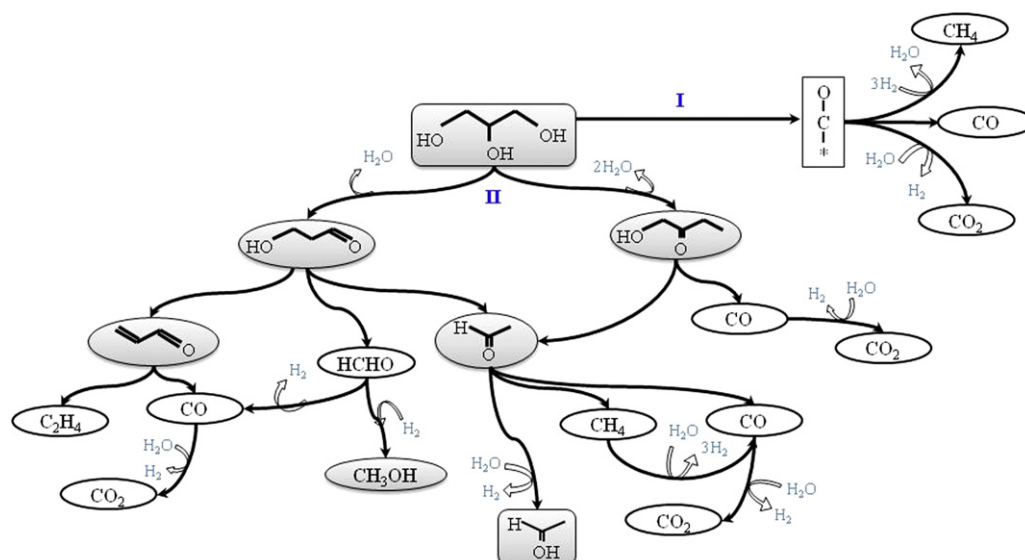 CH₄
H₂O
3H₂
I
O
C
*
CO
HO
OH
OH
H₂O
H₂
CO₂
H₂O
2H₂O
II
HO
O
HO
O
H₂
H₂O
CO
CO₂
O
H
O
HCHO
H₂
C₂H₄
CO
H₂
CH₄
CO
H₂O
H₂
H₂O
3H₂
CH₃OH
H₂O
H₂
CO₂
H₂O
H₂
CO₂
H
OH